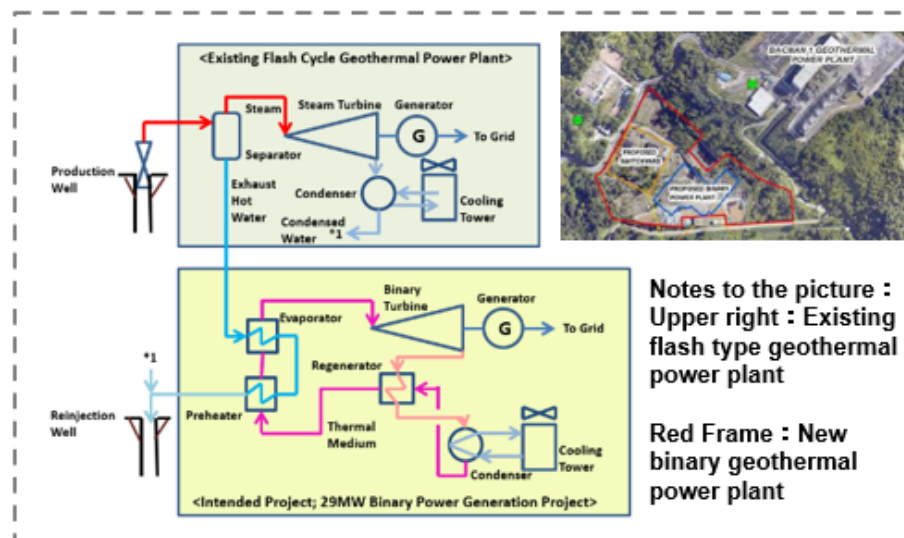 <Existing Flash Cycle Geothermal Power Plant>
Steam
Steam Turbine
Generator
G
To Grid
Separator
Production
Well
Exhaust
Hot
Water
Condenser
Cooling
Tower
Condensed
Water
*1
BACMAN 1 GEOTHERMAL
POWER PLANT
PROPOSED
SWITCHYARD
PROPOSED BINARY
POWER PLANT
Binary
Turbine
Generator
G
To Grid
Evaporator
Regenerator
*1
Preheater
Reinjection
Well
Thermal
Medium
Cooling
Tower
Condenser
<Intended Project; 29MW Binary Power Generation Project>
Notes to the picture：
Upper right：Existing
flash type geothermal
power plant
Red Frame：New
binary geothermal
power plant